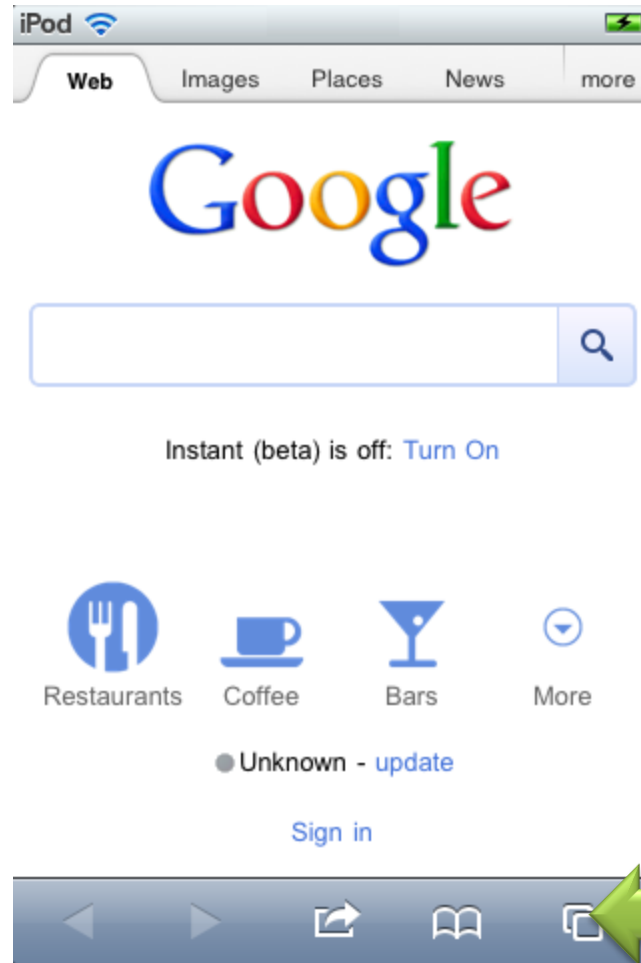 iPod
Web Images Places News more
Google
Instant (beta) is off: Turn On
Restaurants Coffee Bars More
Unknown - update
Sign in